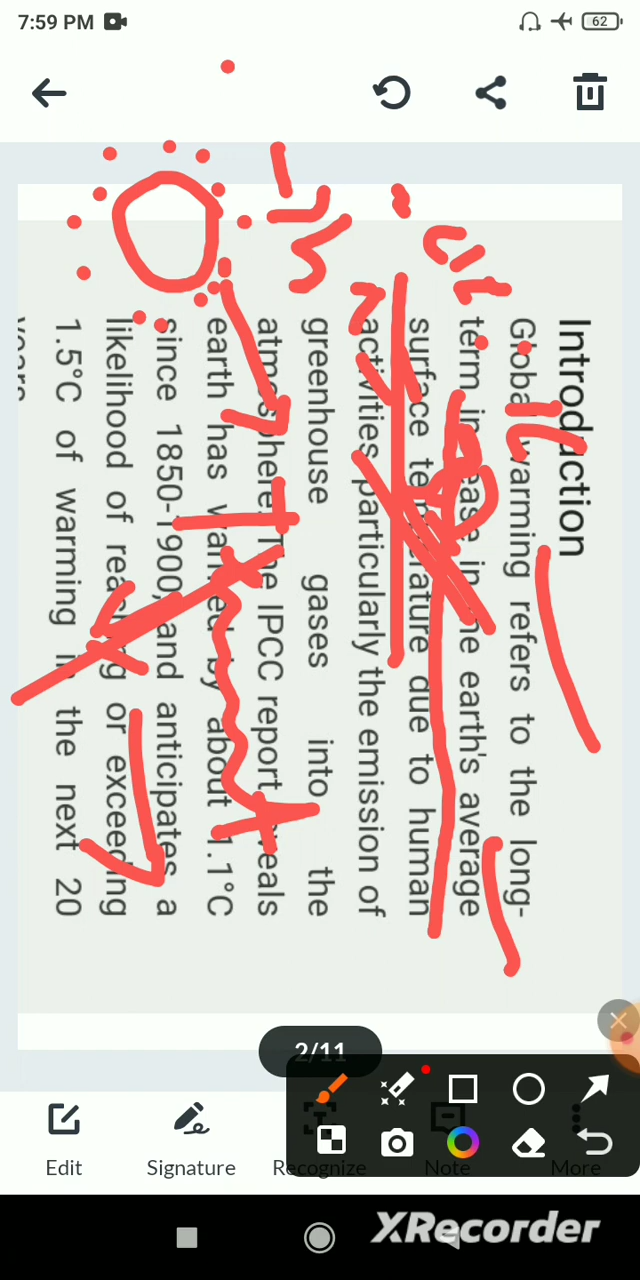 7:59 PM
62
Introduction
Global warming refers to the long-
term increase in the earth's average
surface temperature due to human
activities, particularly the emission of
greenhouse gases into the
atmosphere. The IPCC report reveals
earth has warmed by about 1.1°C
since 1850-1900, and anticipates a
likelihood of reaching or exceeding
1.5°C of warming in the next 20
years
2/11
Edit
Signature
Recognize
Note
More
XRecorder